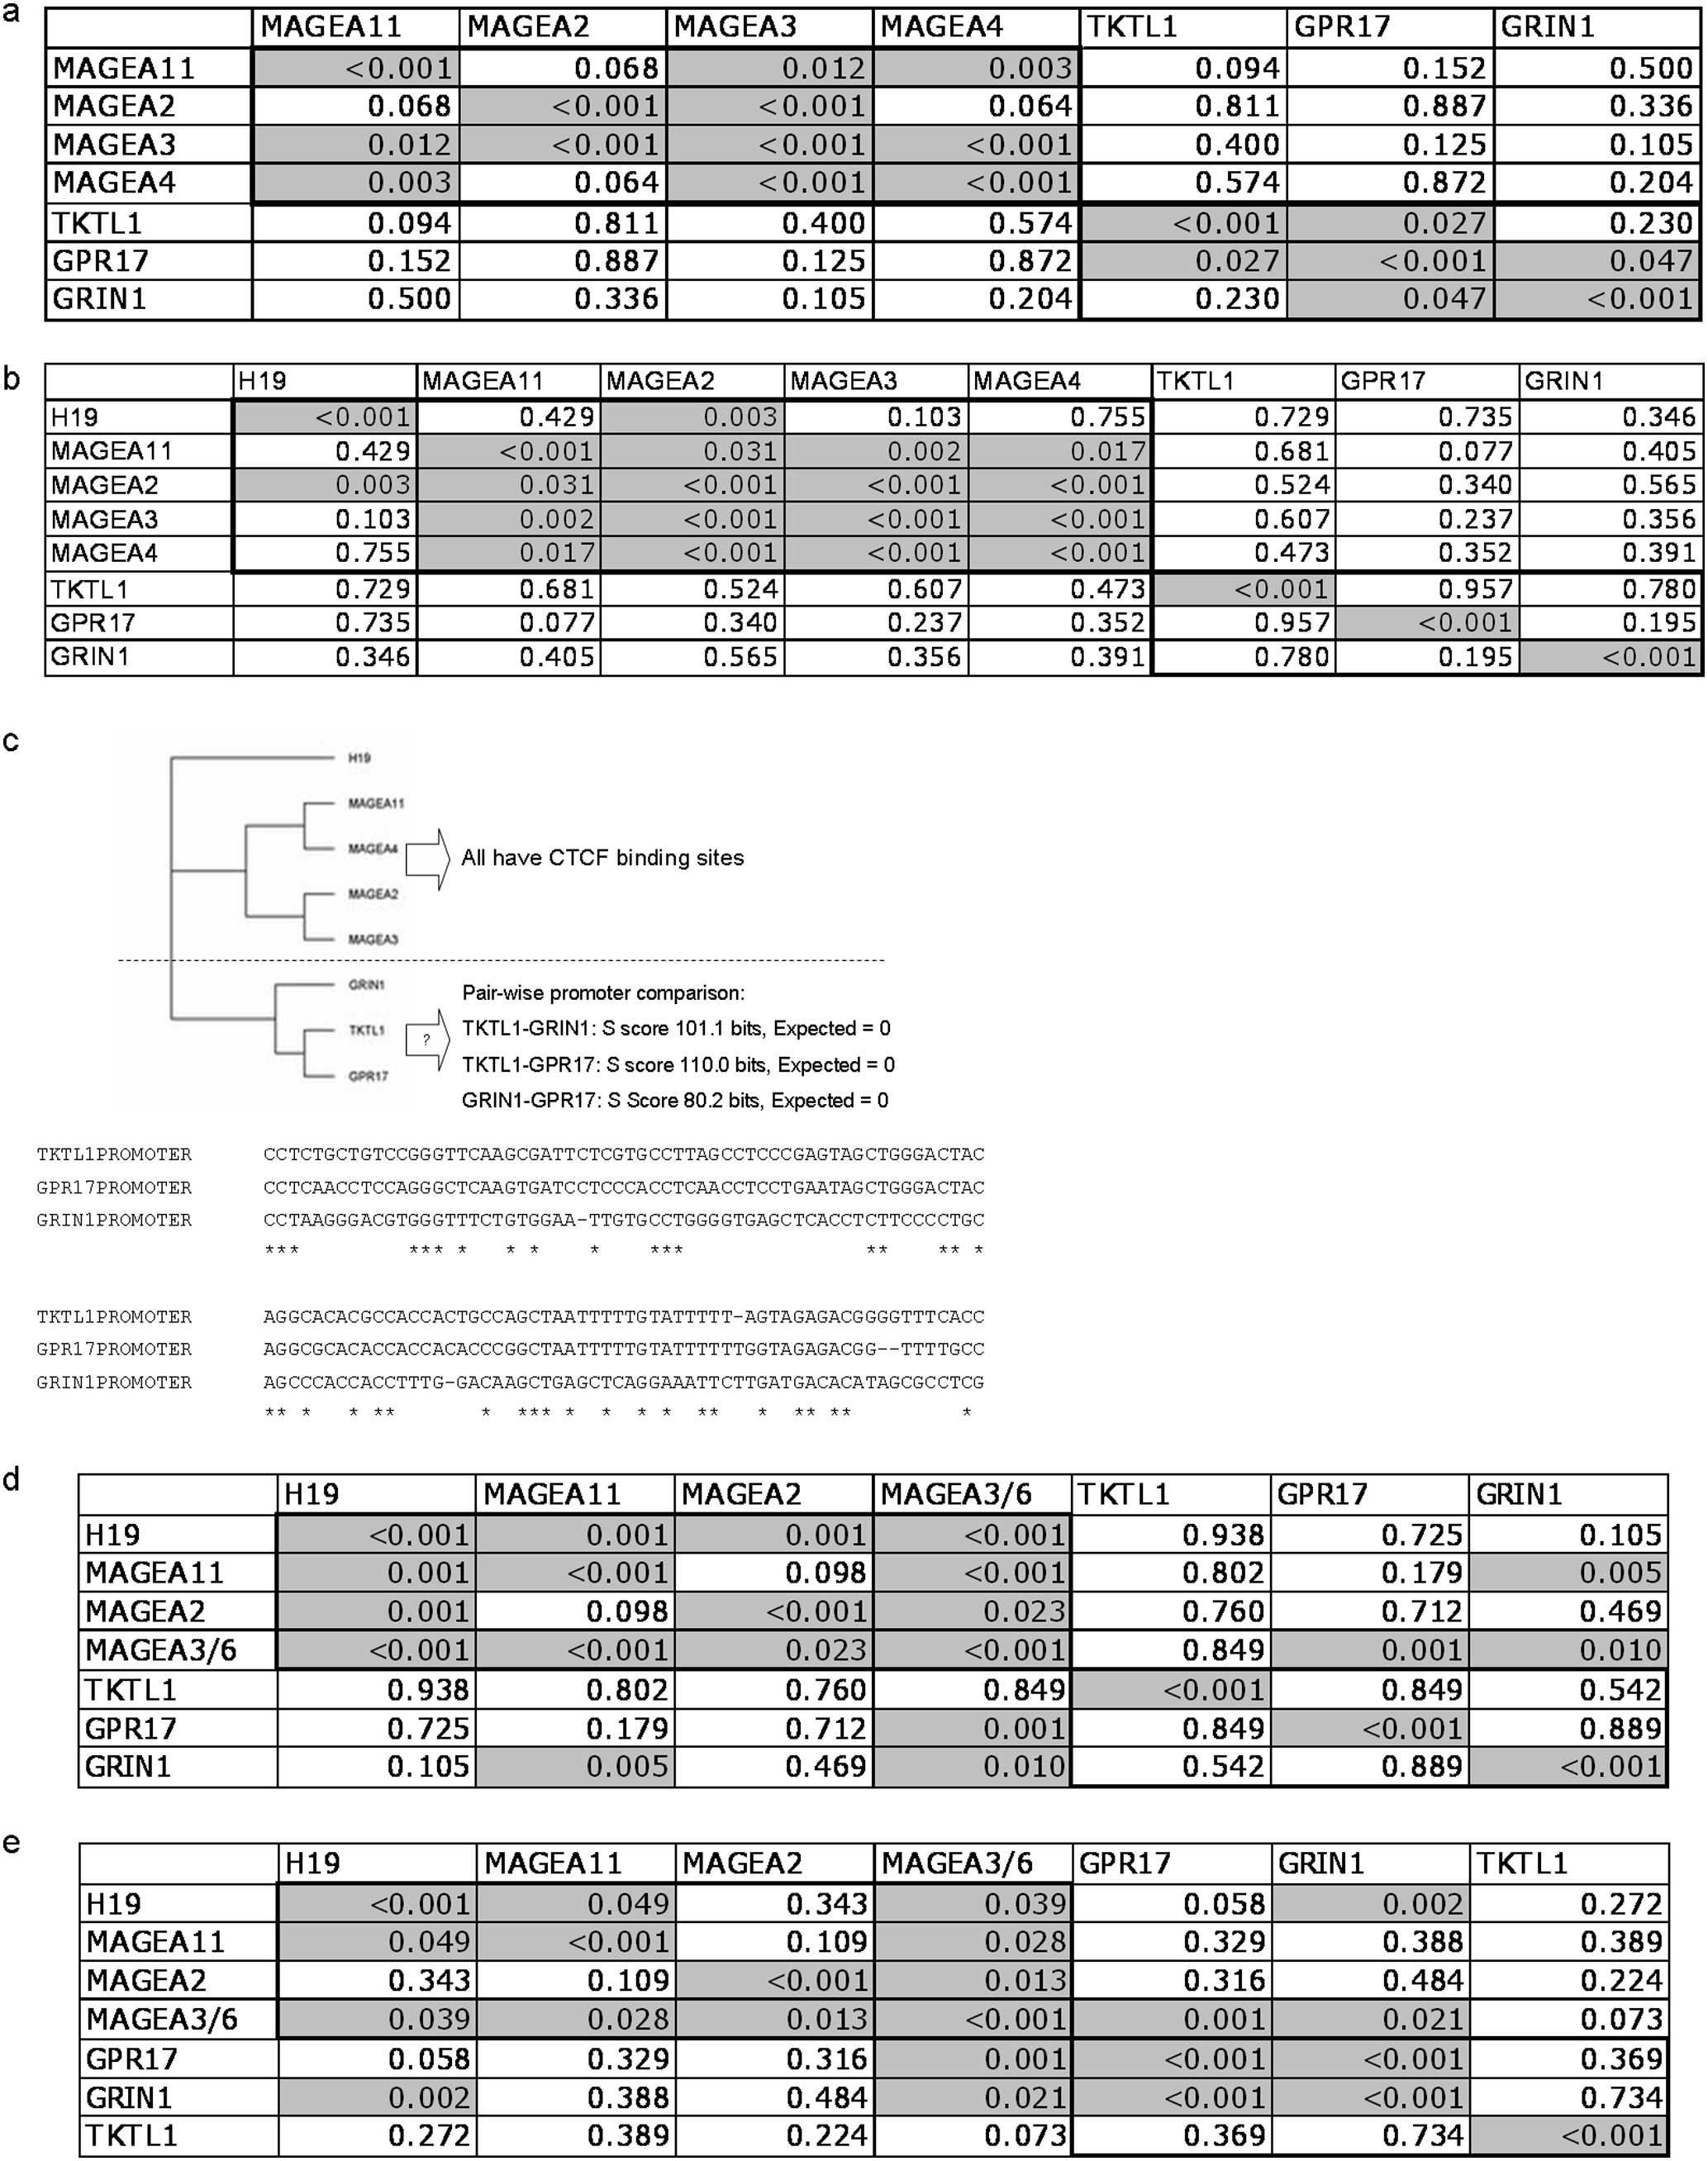 a
MAGEA11 MAGEA2 MAGEA3 MAGEA4 TKTL1 GPR17 GRIN1
MAGEA11 <0.001 0.068 0.012 0.003 0.094 0.152 0.500
MAGEA2 0.068 <0.001 <0.001 0.064 0.811 0.887 0.336
MAGEA3 0.012 <0.001 <0.001 <0.001 0.400 0.125 0.105
MAGEA4 0.003 0.064 <0.001 <0.001 0.574 0.872 0.204
TKTL1 0.094 0.811 0.400 0.574 <0.001 0.027 0.230
GPR17 0.152 0.887 0.125 0.872 0.027 <0.001 0.047
GRIN1 0.500 0.336 0.105 0.204 0.230 0.047 <0.001
b
H19 MAGEA11 MAGEA2 MAGEA3 MAGEA4 TKTL1 GPR17 GRIN1
H19 <0.001 0.429 0.003 0.103 0.755 0.729 0.735 0.346
MAGEA11 0.429 <0.001 0.031 0.002 0.017 0.681 0.077 0.405
MAGEA2 0.003 0.031 <0.001 <0.001 <0.001 0.524 0.340 0.565
MAGEA3 0.103 0.002 <0.001 <0.001 <0.001 0.607 0.237 0.356
MAGEA4 0.755 0.017 <0.001 <0.001 <0.001 0.473 0.352 0.391
TKTL1 0.729 0.681 0.524 0.607 0.473 <0.001 0.957 0.780
GPR17 0.735 0.077 0.340 0.237 0.352 0.957 <0.001 0.195
GRIN1 0.346 0.405 0.565 0.356 0.391 0.780 0.195 <0.001
c
H19
MAGEA11
MAGEA4
All have CTCF binding sites
MAGEA2
MAGEA3
GRIN1
Pair-wise promoter comparison:
TKTL1
?
TKTL1-GRIN1: S score 101.1 bits, Expected = 0
TKTL1-GPR17: S score 110.0 bits, Expected = 0
GPR17
GRIN1-GPR17: S Score 80.2 bits, Expected = 0
TKTL1PROMOTER CCTCTGCTGTCCGGGTTCAAGCGATTCTCGTGCCTTAGCCTCCCGAGTAGCTGGGACTAC
GPR17PROMOTER CCTCAACCTCCAGGGCTCAAGTGATCCTCCCACCTCAACCTCCTGAATAGCTGGGACTAC
GRIN1PROMOTER CCTAAGGGACGTGGGTTTCTGTGGAA-TTGTGCCTGGGGTGAGCTCACCTCTTCCCCTGC
*** *** * * * * *** ** ** *
TKTL1PROMOTER AGGCACACGCCACCACTGCCAGCTAATTTTTGTATTTTT-AGTAGAGACGGGGTTTCACC
GPR17PROMOTER AGGCGCACACCACCACACCCGGCTAATTTTTGTATTTTTTGGTAGAGACGG--TTTTGCC
GRIN1PROMOTER AGCCCACCACCTTTG-GACAAGCTGAGCTCAGGAAATTCTTGATGACACATAGCGCCTCG
** * * ** * *** * * * * ** * ** ** *
d
H19 MAGEA11 MAGEA2 MAGEA3/6 TKTL1 GPR17 GRIN1
H19 <0.001 0.001 0.001 <0.001 0.938 0.725 0.105
MAGEA11 0.001 <0.001 0.098 <0.001 0.802 0.179 0.005
MAGEA2 0.001 0.098 <0.001 0.023 0.760 0.712 0.469
MAGEA3/6 <0.001 <0.001 0.023 <0.001 0.849 0.001 0.010
TKTL1 0.938 0.802 0.760 0.849 <0.001 0.849 0.542
GPR17 0.725 0.179 0.712 0.001 0.849 <0.001 0.889
GRIN1 0.105 0.005 0.469 0.010 0.542 0.889 <0.001
e
H19 MAGEA11 MAGEA2 MAGEA3/6 GPR17 GRIN1 TKTL1
H19 <0.001 0.049 0.343 0.039 0.058 0.002 0.272
MAGEA11 0.049 <0.001 0.109 0.028 0.329 0.388 0.389
MAGEA2 0.343 0.109 <0.001 0.013 0.316 0.484 0.224
MAGEA3/6 0.039 0.028 0.013 <0.001 0.001 0.021 0.073
GPR17 0.058 0.329 0.316 0.001 <0.001 <0.001 0.369
GRIN1 0.002 0.388 0.484 0.021 <0.001 <0.001 0.734
TKTL1 0.272 0.389 0.224 0.073 0.369 0.734 <0.001